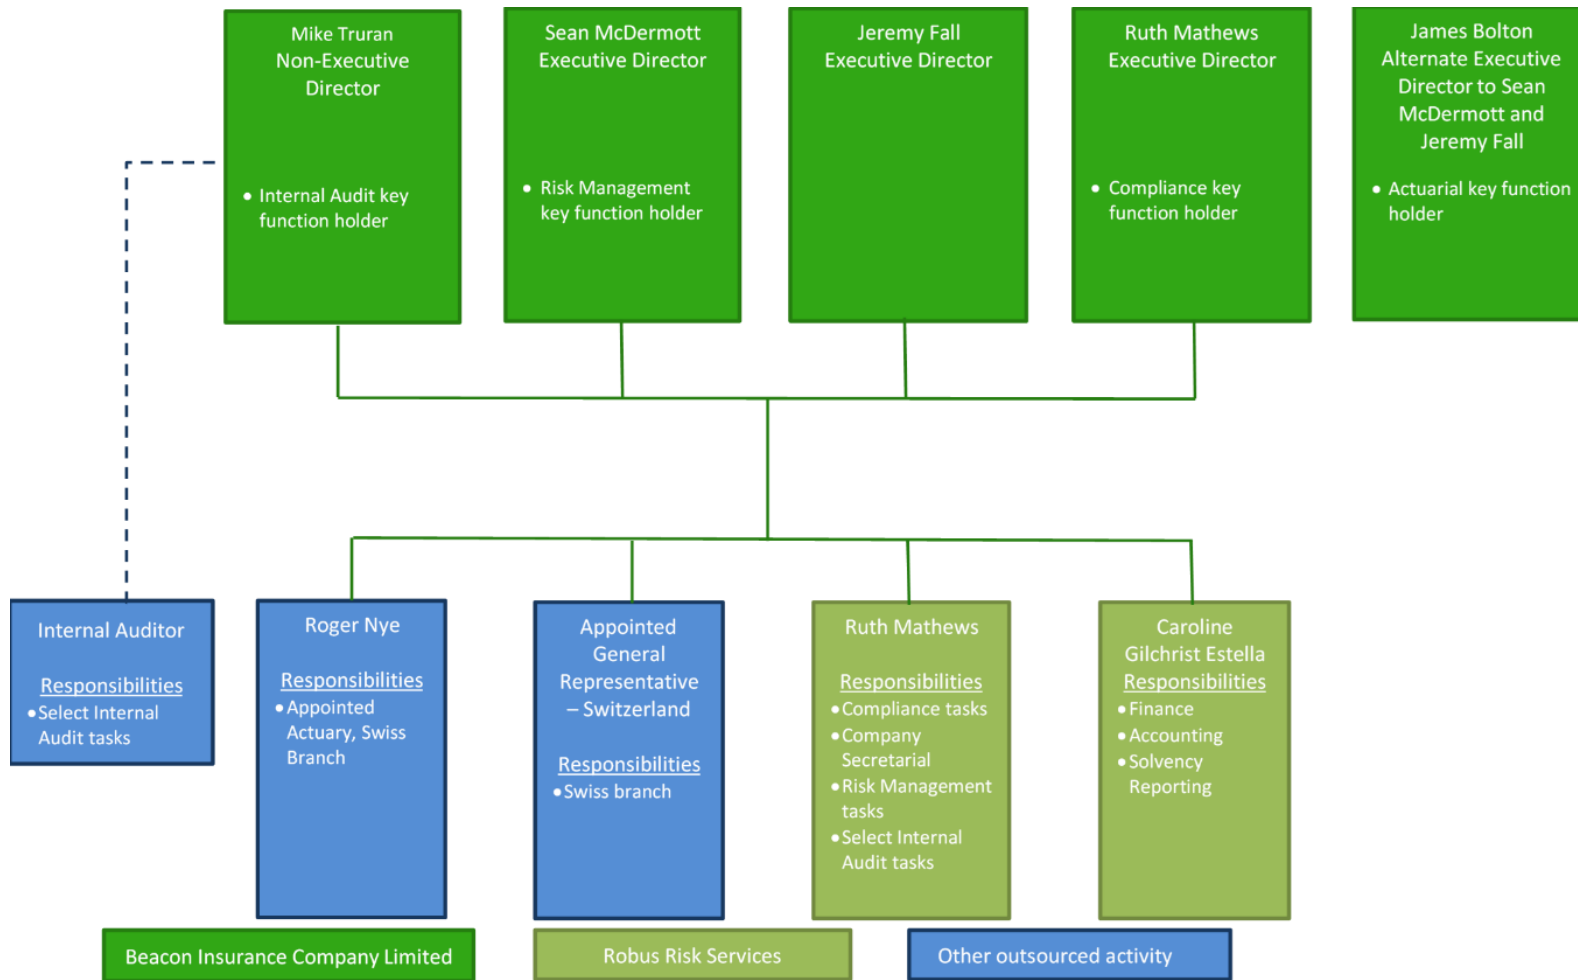 Mike Truran
Non-Executive
Director
• Internal Audit key
function holder
Sean McDermott
Executive Director
• Risk Management
key function holder
Jeremy Fall
Executive Director
Ruth Mathews
Executive Director
• Compliance key
function holder
James Bolton
Alternate Executive
Director to Sean
McDermott and
Jeremy Fall
• Actuarial key function
holder
Internal Auditor
Responsibilities
• Select Internal
Audit tasks
Roger Nye
Responsibilities
• Appointed
Actuary, Swiss
Branch
Appointed
General
Representative
– Switzerland
Responsibilities
• Swiss branch
Ruth Mathews
Responsibilities
• Compliance tasks
• Company
Secretarial
• Risk Management
tasks
• Select Internal
Audit tasks
Caroline
Gilchrist Estella
Responsibilities
• Finance
• Accounting
• Solvency
Reporting
Beacon Insurance Company Limited
Robus Risk Services
Other outsourced activity